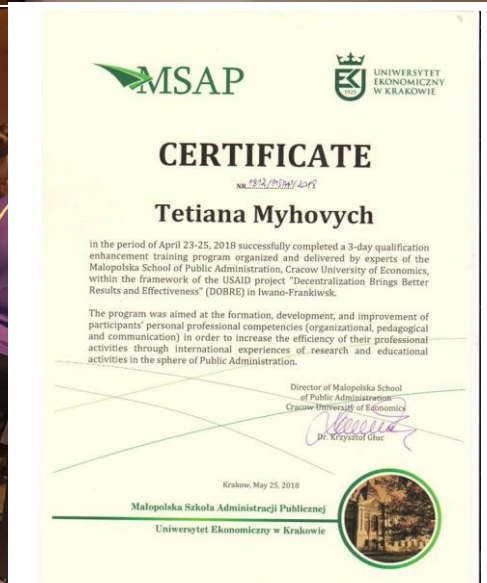 MSAP
UNIWERSYTET
EKONOMICZNY
W KRAKOWIE
1925
CERTIFICATE
NR 1812/MSAP/2018
Tetiana Myhovych
in the period of April 23-25, 2018 successfully completed a 3-day qualification
enhancement training program organized and delivered by experts of the
Malopolska School of Public Administration, Cracow University of Economics,
within the framework of the USAID project "Decentralization Brings Better
Results and Effectiveness" (DOBRE) in Iwano-Frankiwsk.
The program was aimed at the formation, development, and improvement of
participants' personal professional competencies (organizational, pedagogical
and communication) in order to increase the efficiency of their professional
activities through international experiences of research and educational
activities in the sphere of Public Administration.
Director of Malopolska School
of Public Administration
Cracow University of Economics
Dr. Krzysztof Głuc
Krakow, May 25, 2018
Małopolska Szkoła Administracji Publicznej
Uniwersytet Ekonomiczny w Krakowie